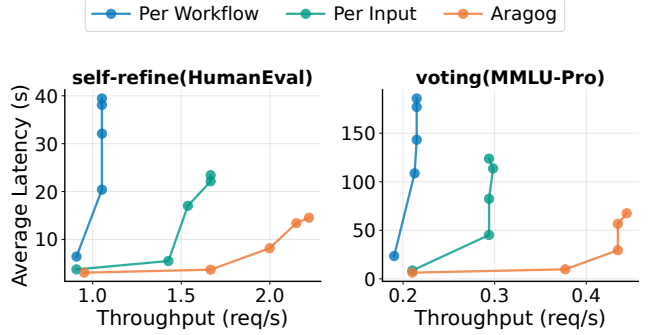 Per Workflow Per Input Aragog
self-refine(HumanEval)
Average Latency (s)
40
30
20
10
1.0 1.5 2.0
Throughput (req/s)
voting(MMLU-Pro)
150
100
50
0
0.2 0.3 0.4
Throughput (req/s)